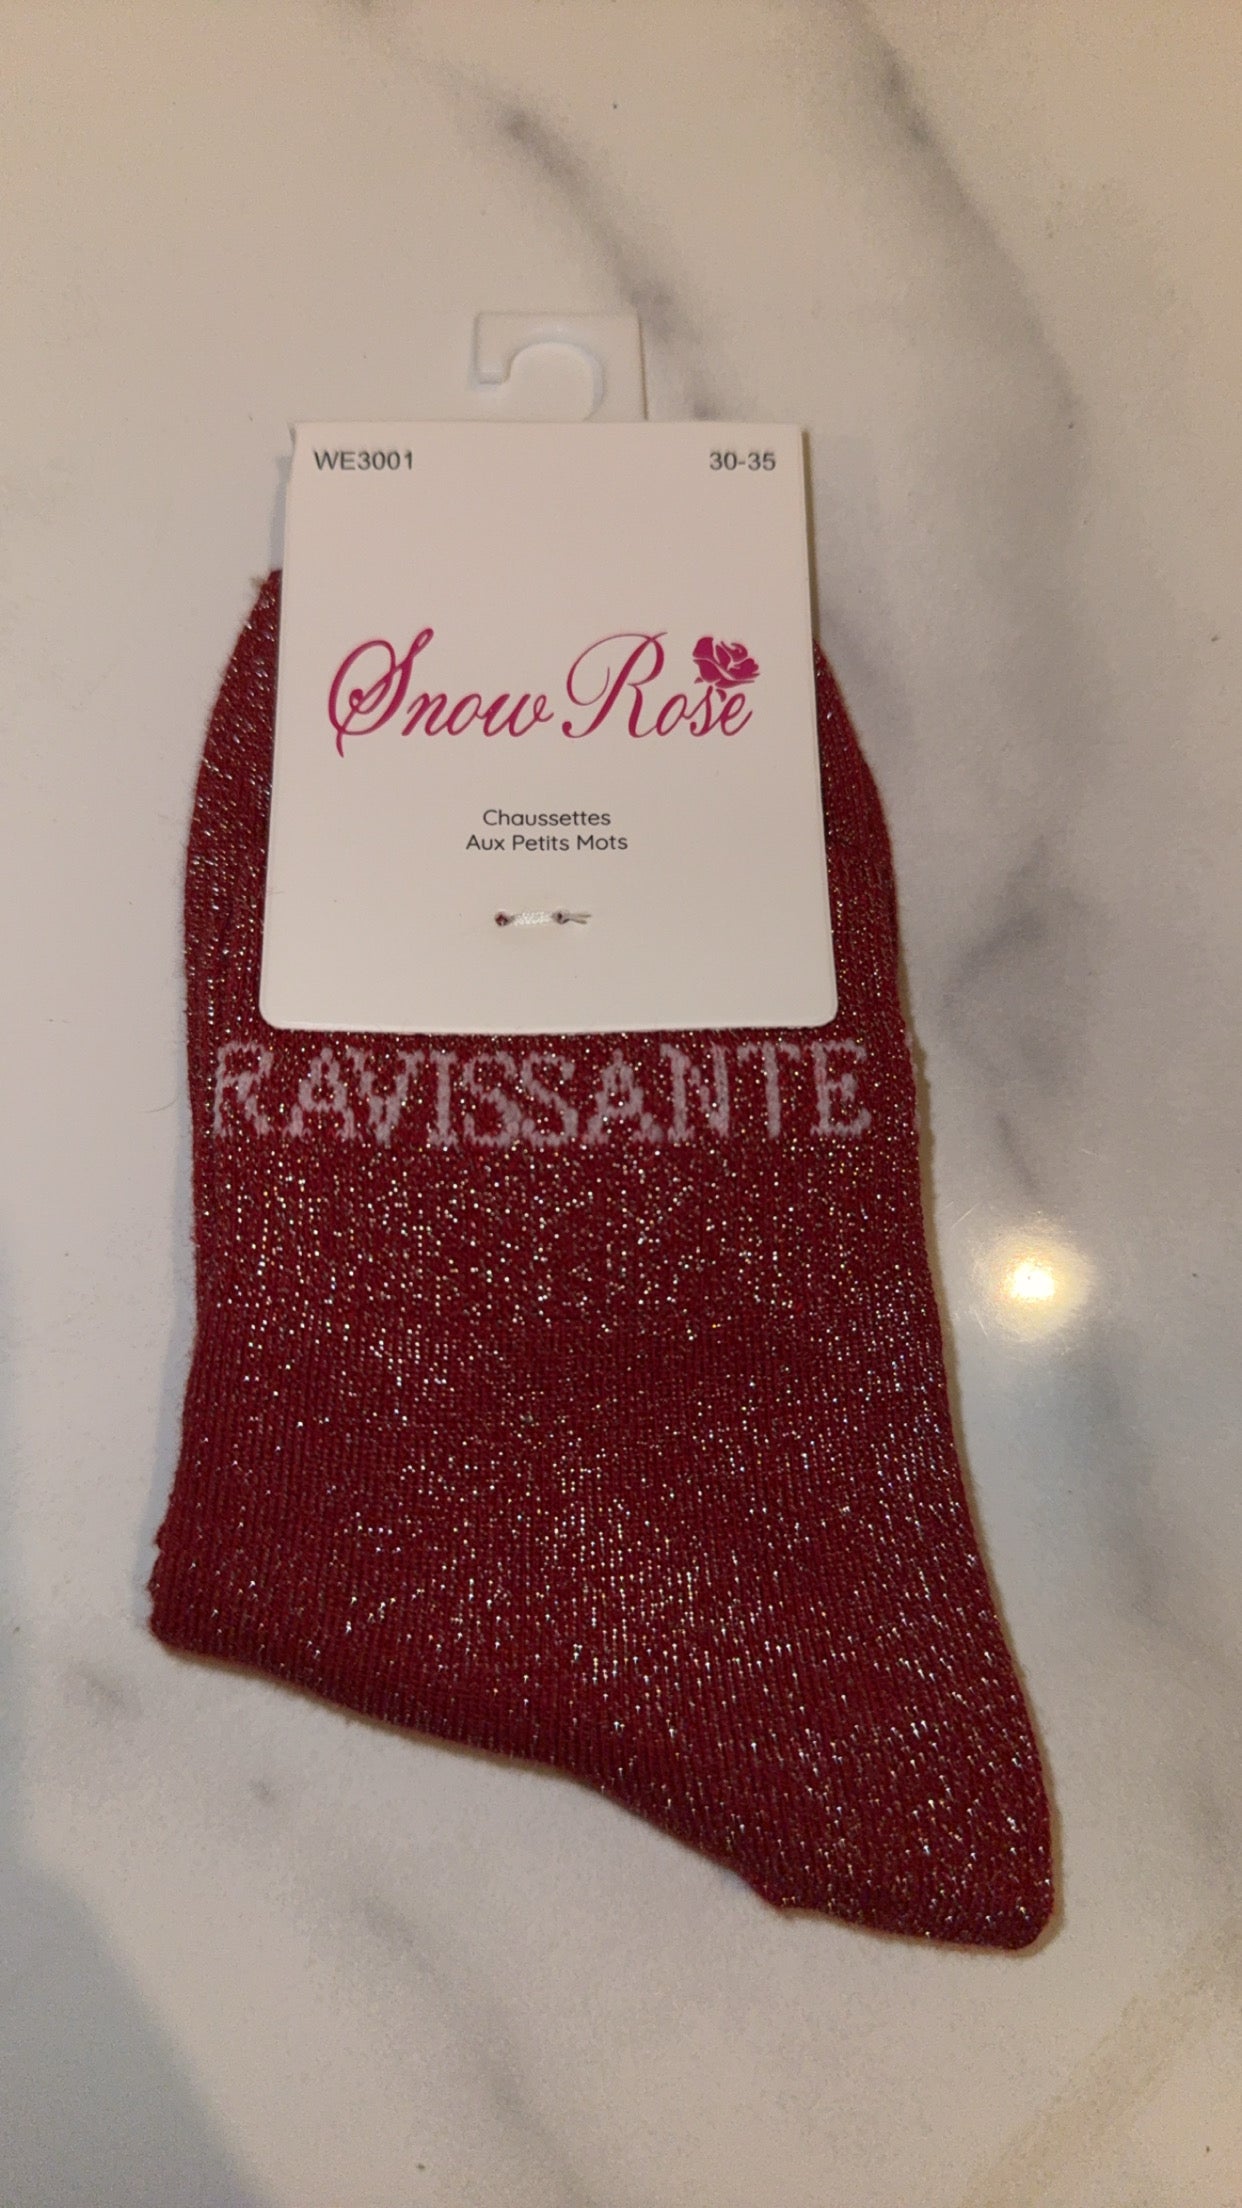 WE3001 30-35
Snow Rose
Chaussettes
Aux Petits Mots
RAVISSANTE